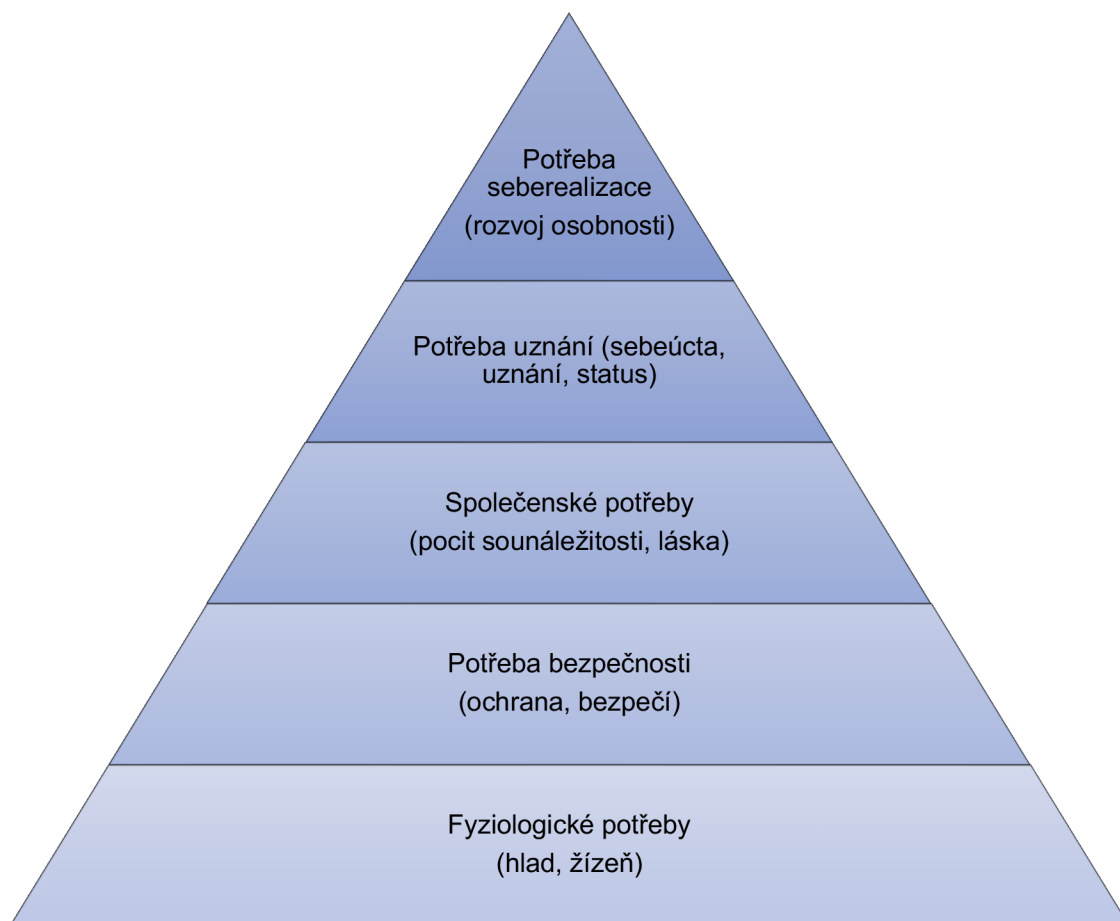 Potřeba
seberealizace
(rozvoj osobnosti)
Potřeba uznání (sebeúcta,
uznání, status)
Společenské potřeby
(pocit sounáležitosti, láska)
Potřeba bezpečnosti
(ochrana, bezpečí)
Fyziologické potřeby
(hlad, žízeň)